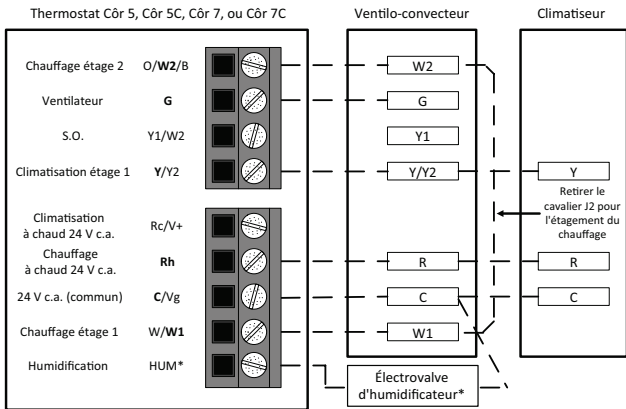 Thermostat Côr 5, Côr 5C, Côr 7, ou Côr 7C
Ventilo-convecteur
Climatiseur
Chauffage étage 2 O/W2/B
W2
Ventilateur G
G
S.O. Y1/W2
Y1
Climatisation étage 1 Y/Y2
Y/Y2
Y
Retirer le
cavalier J2 pour
l'étagement du
chauffage
Climatisation
à chaud 24 V c.a. Rc/V+
Chauffage
à chaud 24 V c.a. Rh
R
R
24 V c.a. (commun) C/Vg
C
C
Chauffage étage 1 W/W1
W1
Humidification HUM*
Électrovalve
d'humidificateur*